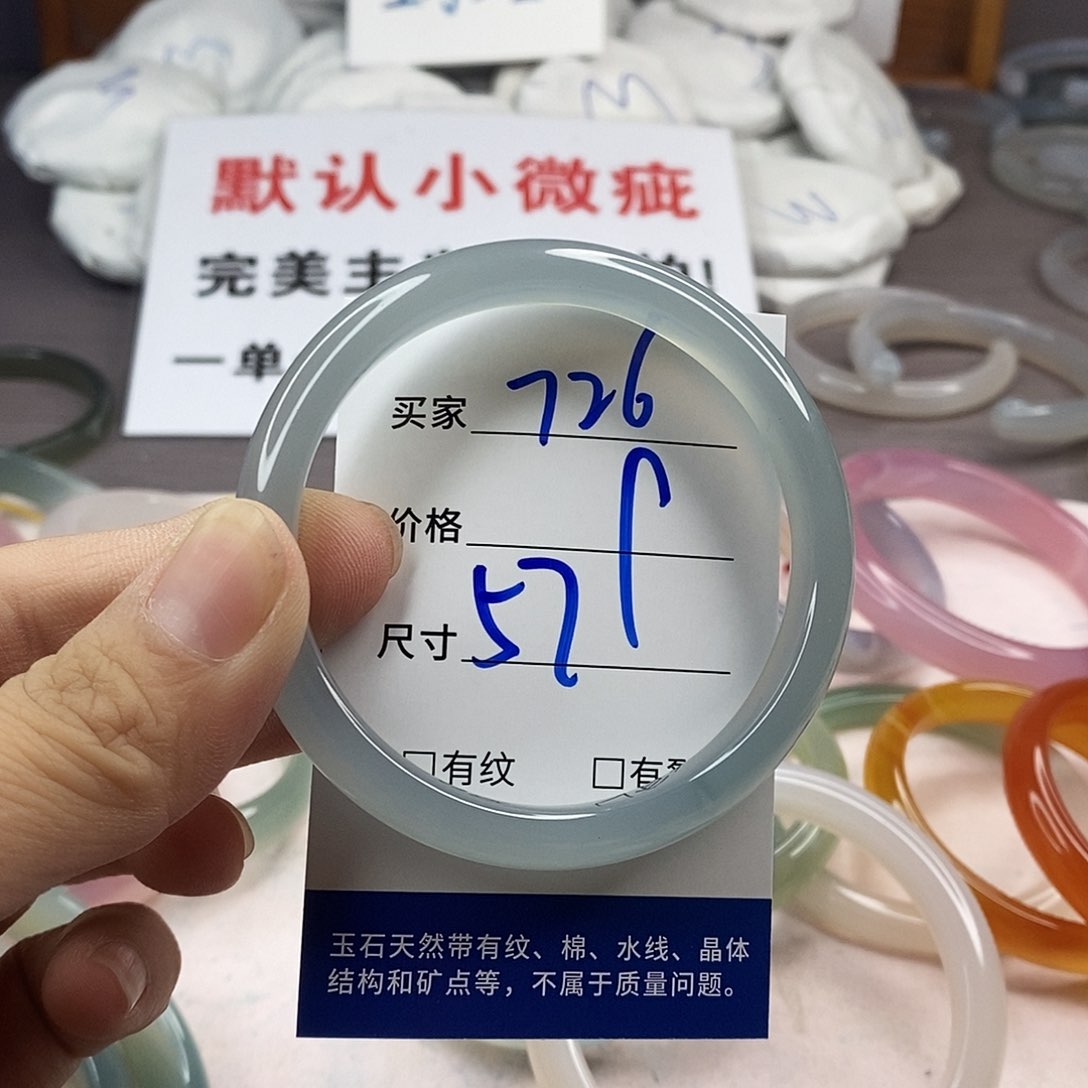 默认小微疵
完美主
一单
买家 726
价格
尺寸 57
□有纹 □有
玉石天然带有纹、棉、水线、晶体
结构和矿点等，不属于质量问题。